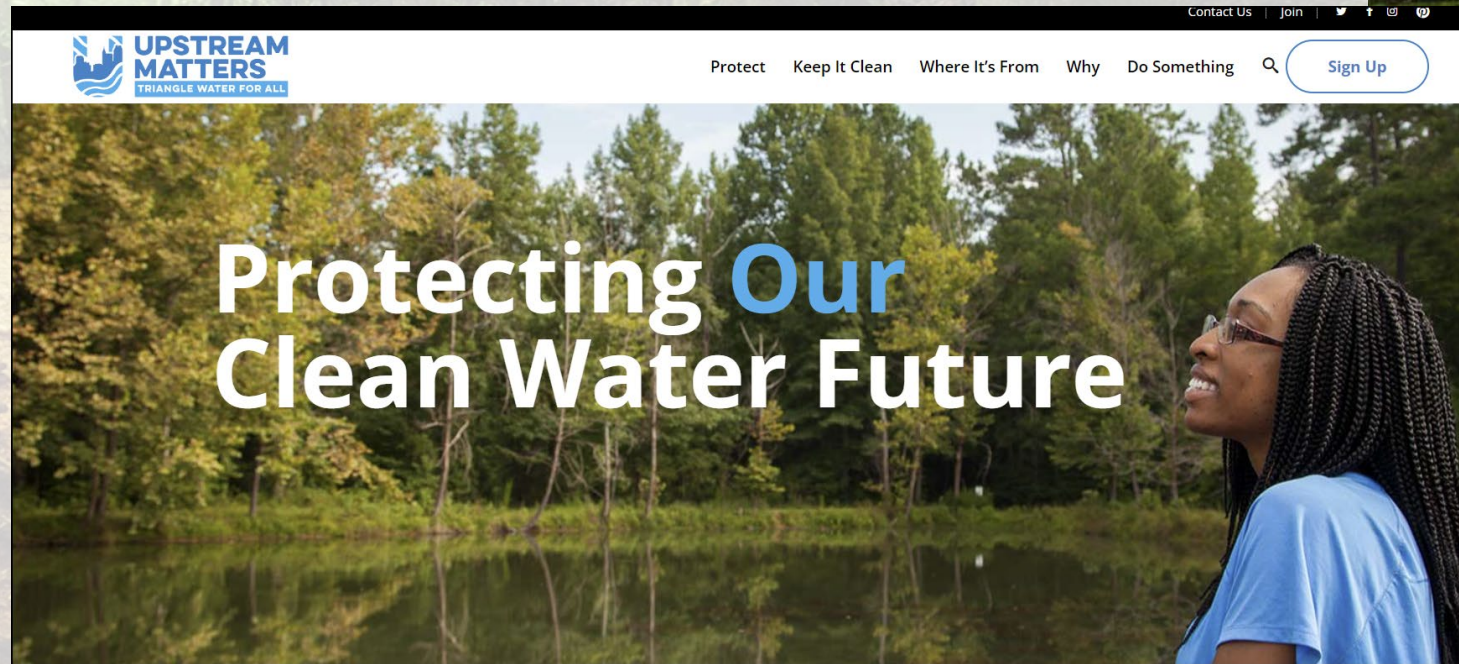 Contact Us | Join |
UPSTREAM
MATTERS
TRIANGLE WATER FOR ALL
Protect Keep It Clean Where It's From Why Do Something Sign Up
Protecting Our
Clean Water Future